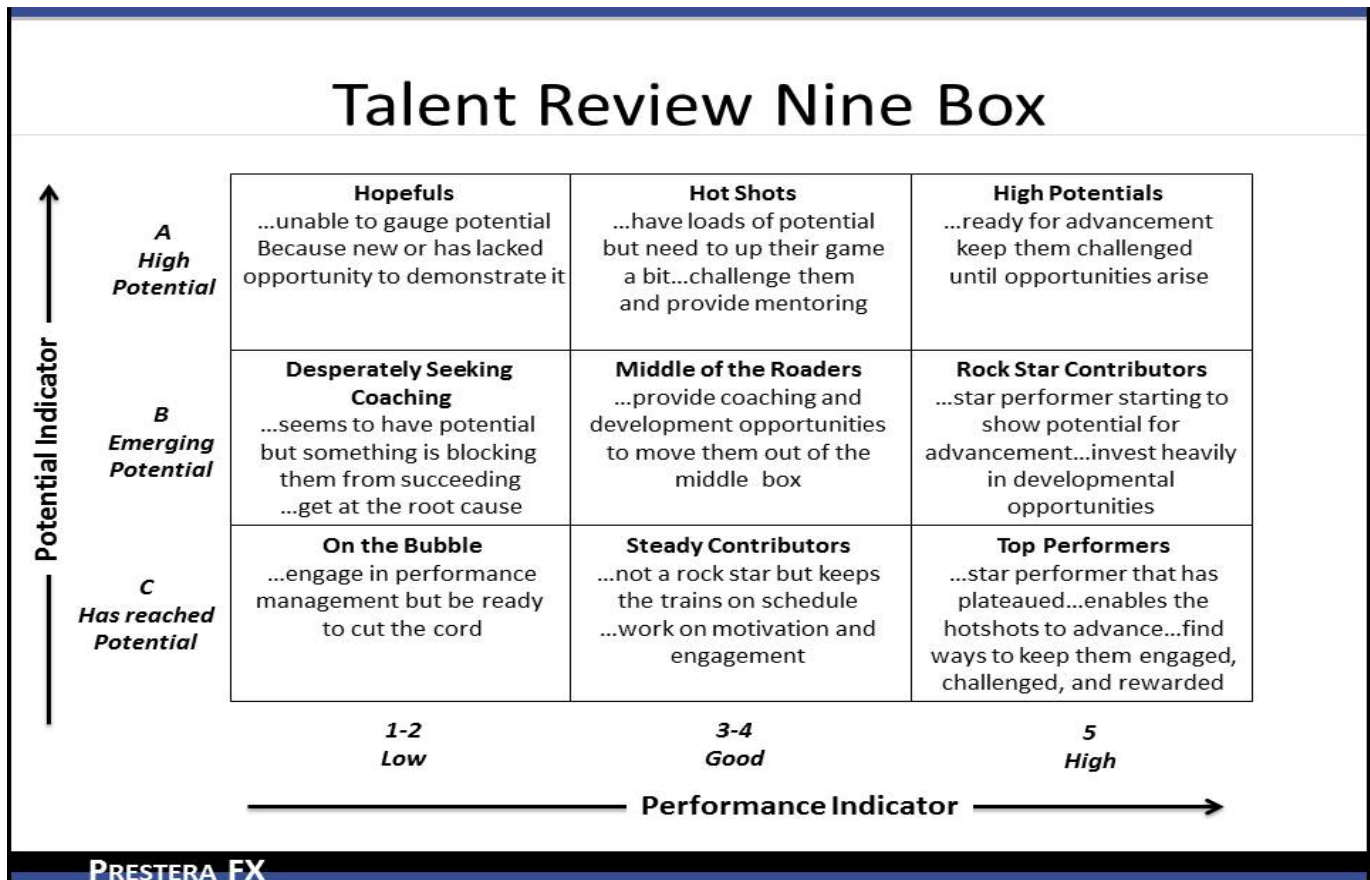 Talent Review Nine Box
Potential Indicator
A
High
Potential
Hopefuls
...unable to gauge potential
Because new or has lacked
opportunity to demonstrate it
Hot Shots
...have loads of potential
but need to up their game
a bit...challenge them
and provide mentoring
High Potentials
...ready for advancement
keep them challenged
until opportunities arise
B
Emerging
Potential
Desperately Seeking
Coaching
...seems to have potential
but something is blocking
them from succeeding
...get at the root cause
Middle of the Roaders
...provide coaching and
development opportunities
to move them out of the
middle box
Rock Star Contributors
...star performer starting to
show potential for
advancement...invest heavily
in developmental
opportunities
C
Has reached
Potential
On the Bubble
...engage in performance
management but be ready
to cut the cord
Steady Contributors
...not a rock star but keeps
the trains on schedule
...work on motivation and
engagement
Top Performers
...star performer that has
plateaued...enables the
hotshots to advance...find
ways to keep them engaged,
challenged, and rewarded
1-2
Low
3-4
Good
5
High
Performance Indicator
PRESTERA FX